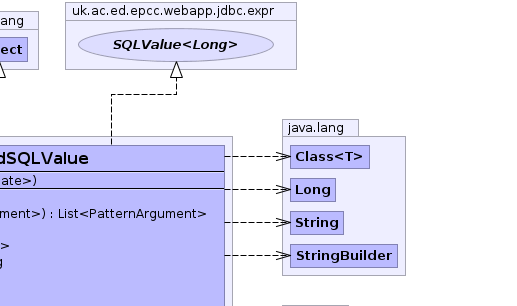 uk.ac.ed.epcc.webapp.jdbc.expr
SQLValue<Long>
java.lang
Class<T>
Long
String
StringBuilder
dSQLValue
ate>)
ment>) : List<PatternArgument>
>
g
ang
ect